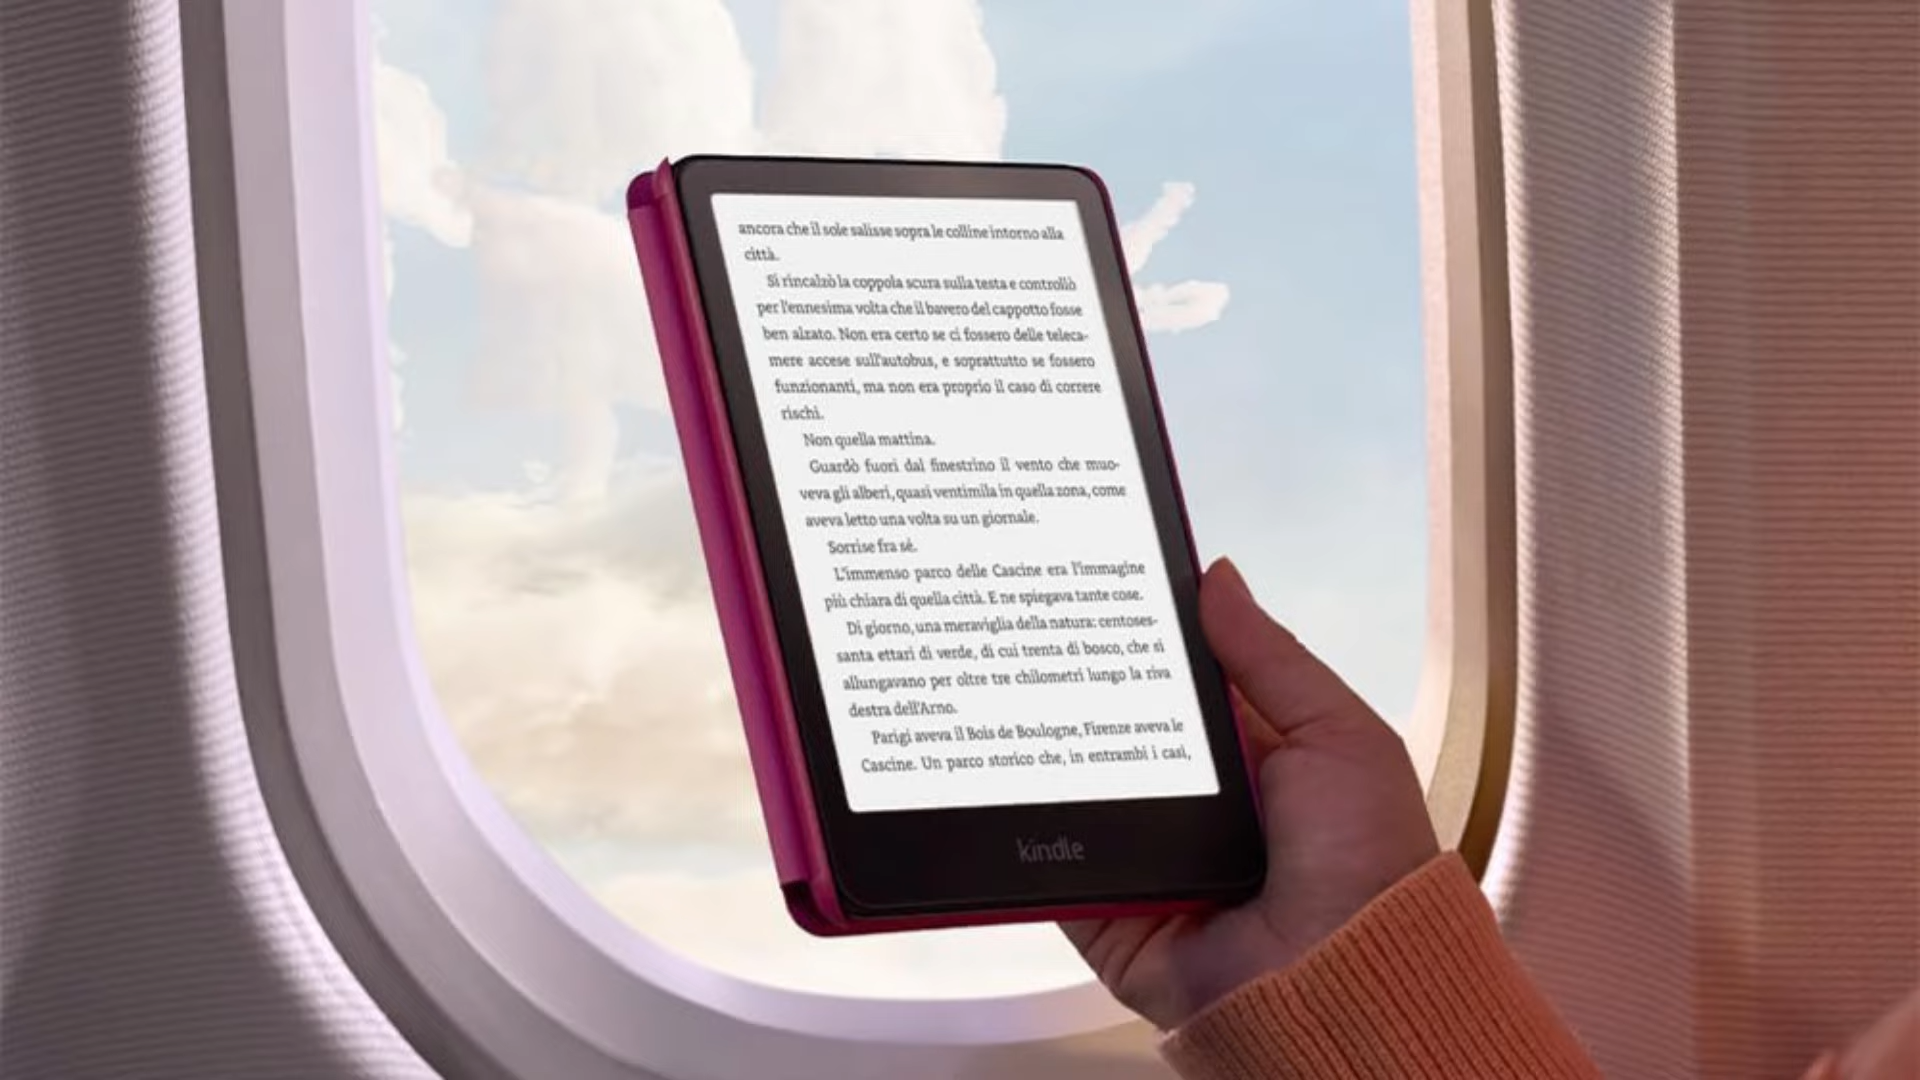 ancora che il sole salisse sopra le colline intorno alla
città.
Si rincalzò la coppola scura sulla testa e controllò
per l'ennesima volta che il bavero del cappotto fosse
ben alzato. Non era certo se ci fossero delle teleca-
mere accese sull'autobus, e soprattutto se fossero
funzionanti, ma non era proprio il caso di correre
rischi.
Non quella mattina.
Guardò fuori dal finestrino il vento che muo-
veva gli alberi, quasi ventimila in quella zona, come
aveva letto una volta su un giornale.
Sorrise fra sé.
L'immenso parco delle Cascine era l'immagine
più chiara di quella città. E ne spiegava tante cose.
Di giorno, una meraviglia della natura: centoses-
santa ettari di verde, di cui trenta di bosco, che si
allungavano per oltre tre chilometri lungo la riva
destra dell'Arno.
Parigi aveva il Bois de Boulogne, Firenze aveva le
Cascine. Un parco storico che, in entrambi i casi,
kindle